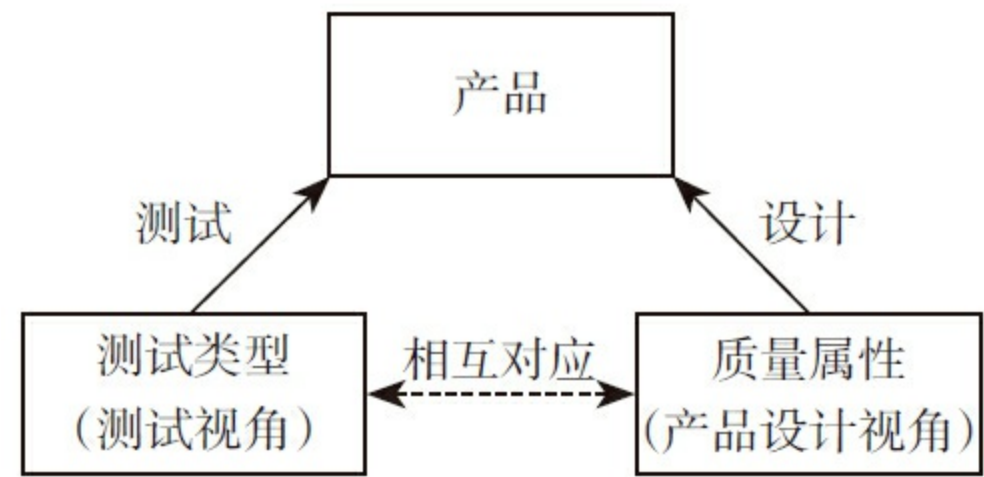 产品
测试
设计
测试类型
（测试视角）
相互对应
质量属性
（产品设计视角）